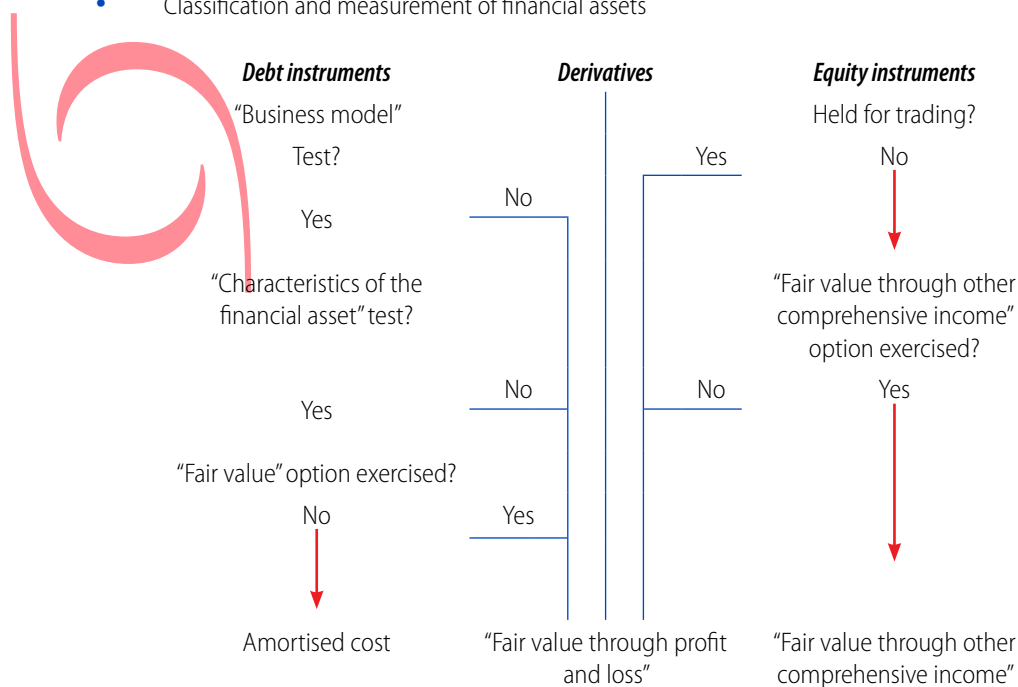 • Classification and measurement of financial assets
Debt instruments
Derivatives
Equity instruments
"Business model"
Test?
Held for trading?
Yes
No
No
Yes
"Characteristics of the
financial asset" test?
"Fair value through other
comprehensive income"
option exercised?
No
No
Yes
Yes
"Fair value" option exercised?
No
Yes
Amortised cost
"Fair value through profit
and loss"
"Fair value through other
comprehensive income"